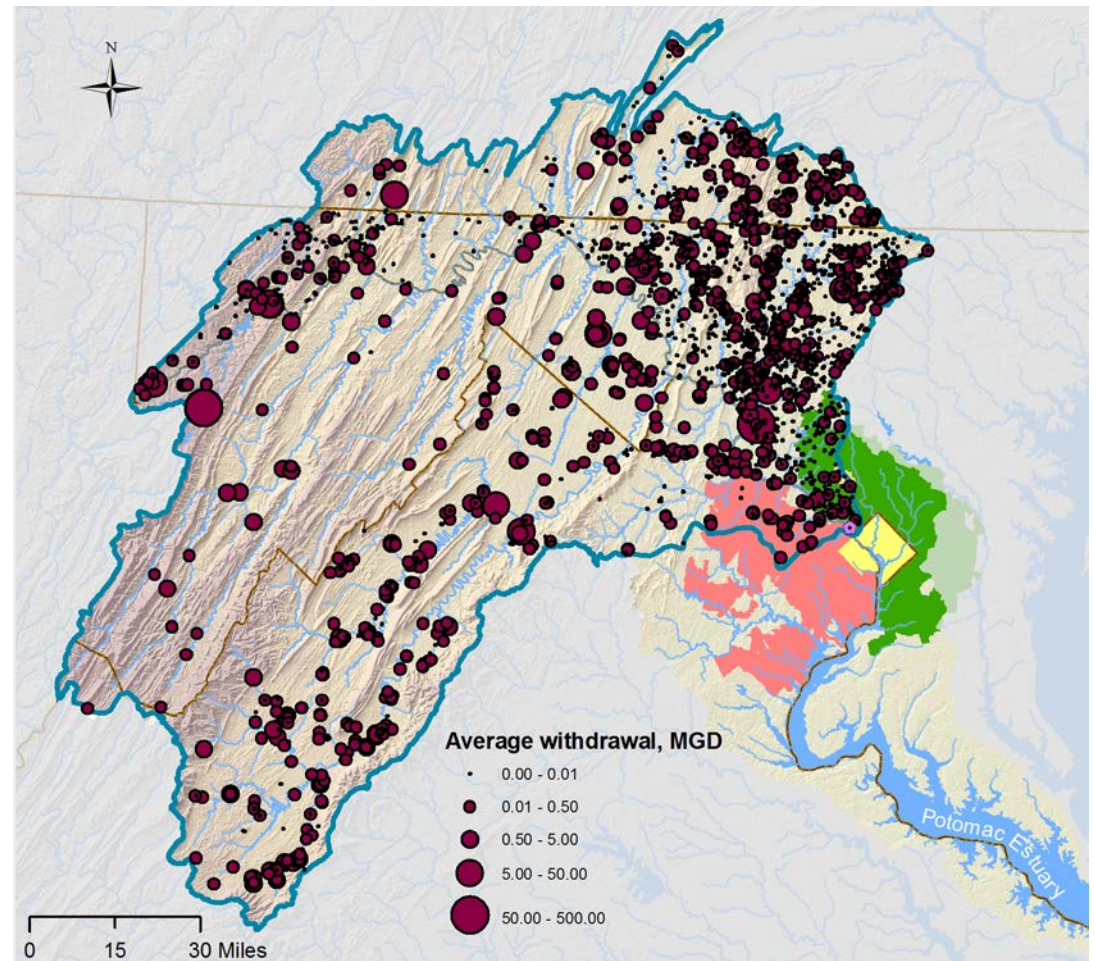 N
Average withdrawal, MGD
0.00 - 0.01
0.01 - 0.50
0.50 - 5.00
5.00 - 50.00
50.00 - 500.00
Potomac Estuary
0 15 30 Miles